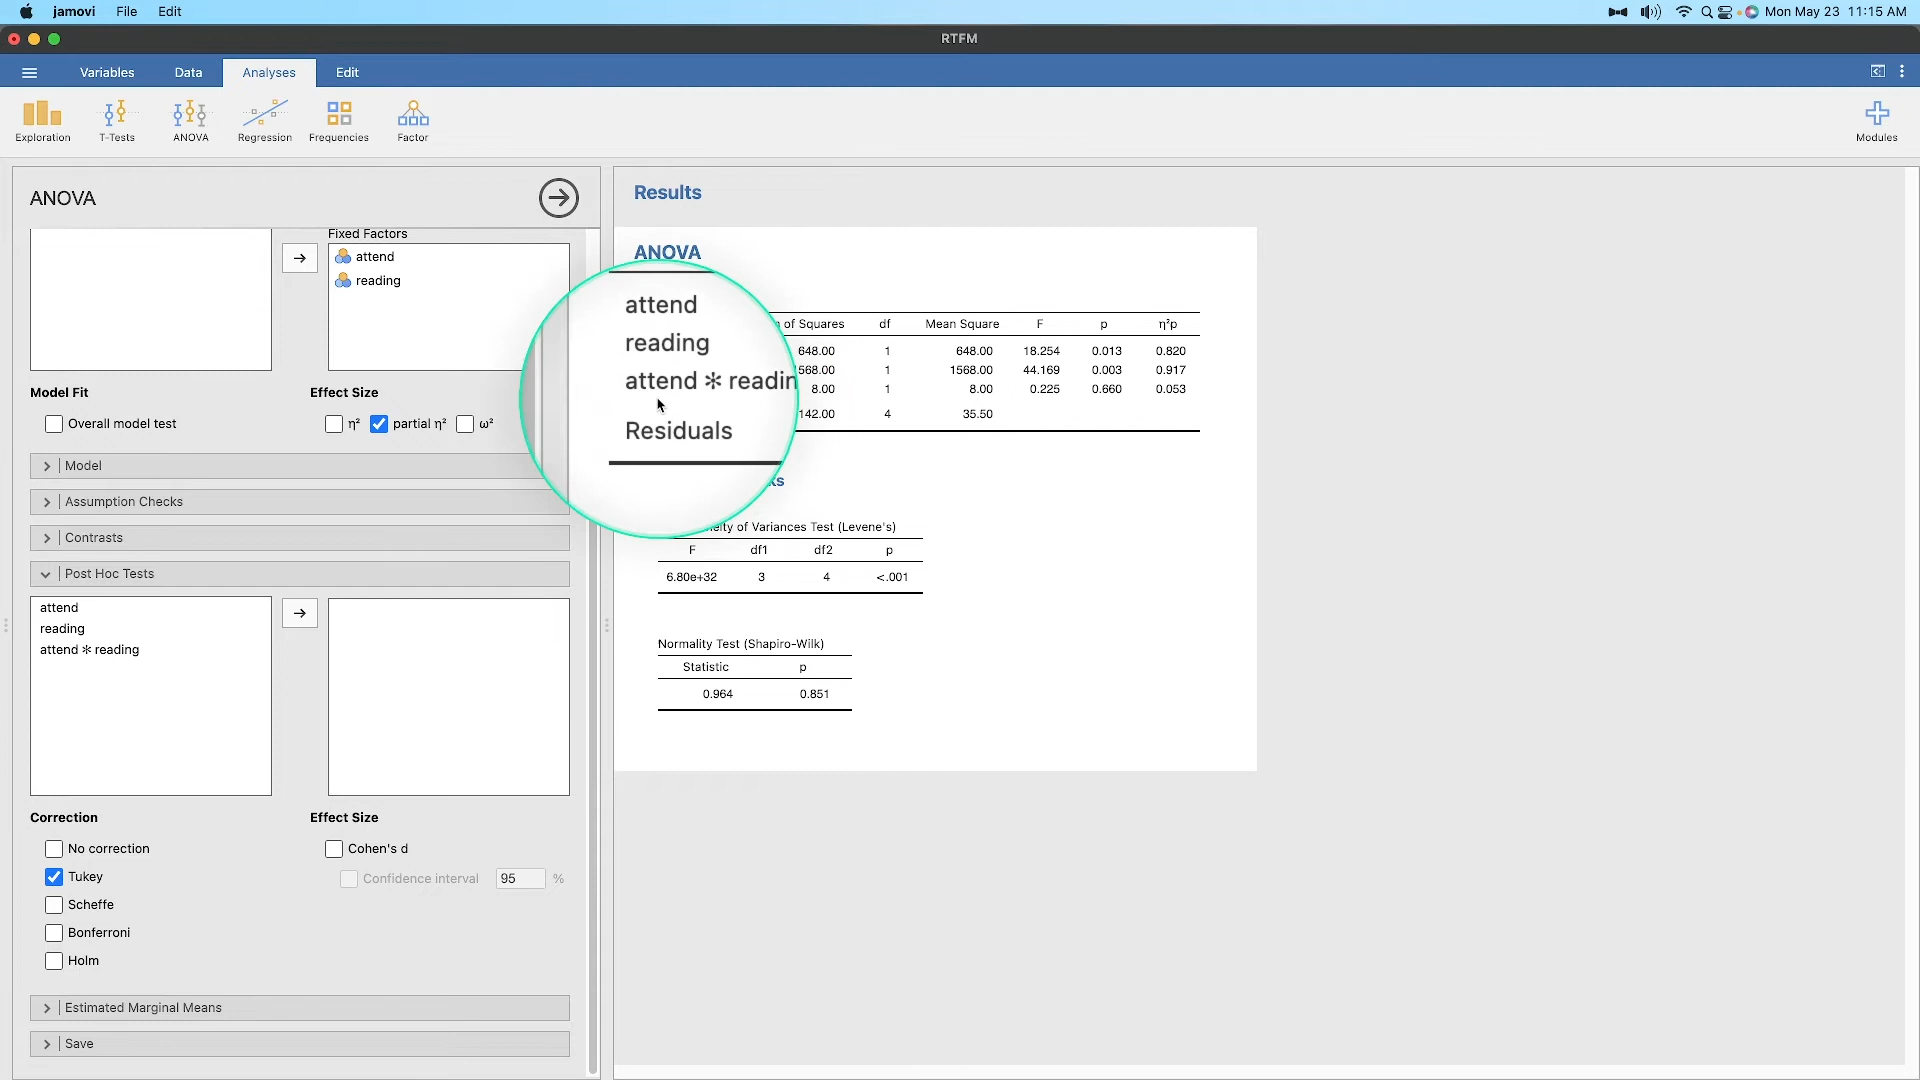 jamovi File Edit Mon May 23 11:15 AM
RTFM
Variables Data Analyses Edit
Exploration T-Tests ANOVA Regression Frequencies Factor Modules
ANOVA
Fixed Factors
attend
reading
Model Fit Effect Size
Overall model test η² partial η² ω²
Model
Assumption Checks
Contrasts
Post Hoc Tests
attend
reading
attend ✻ reading
Correction Effect Size
No correction Cohen's d
Tukey Confidence interval 95 %
Scheffe
Bonferroni
Holm
Estimated Marginal Means
Save
Results
ANOVA
of Squares df Mean Square F p η²p
attend 648.00 1 648.00 18.254 0.013 0.820
reading 1568.00 1 1568.00 44.169 0.003 0.917
attend ✻ readin 8.00 1 8.00 0.225 0.660 0.053
Residuals 142.00 4 35.50
of Variances Test (Levene's)
F df1 df2 p
6.80e+32 3 4 <.001
Normality Test (Shapiro-Wilk)
Statistic p
0.964 0.851